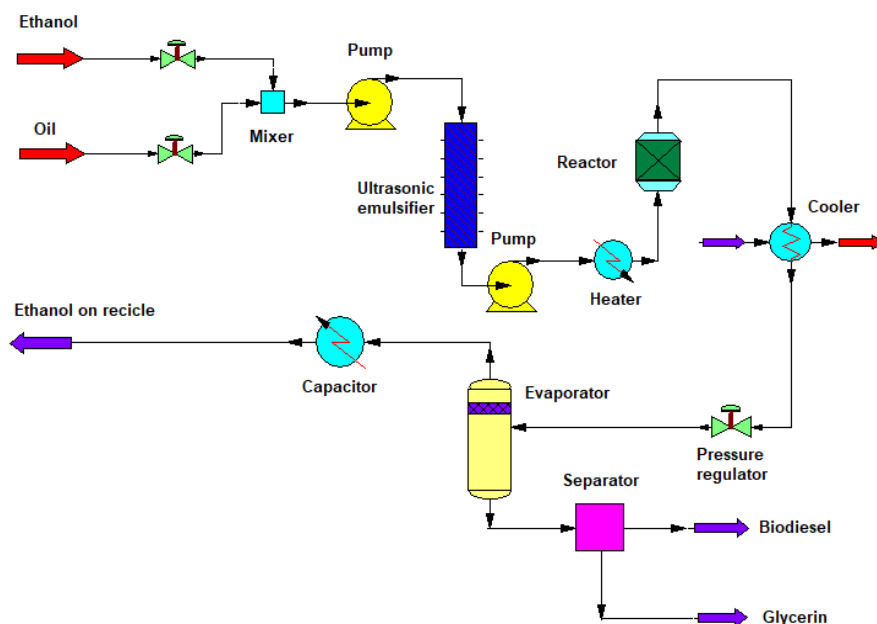 Ethanol
Pump
Oil
Mixer
Reactor
Ultrasonic
emulsifier
Cooler
Pump
Heater
Ethanol on recicle
Capacitor
Evaporator
Pressure
regulator
Separator
Biodiesel
Glycerin